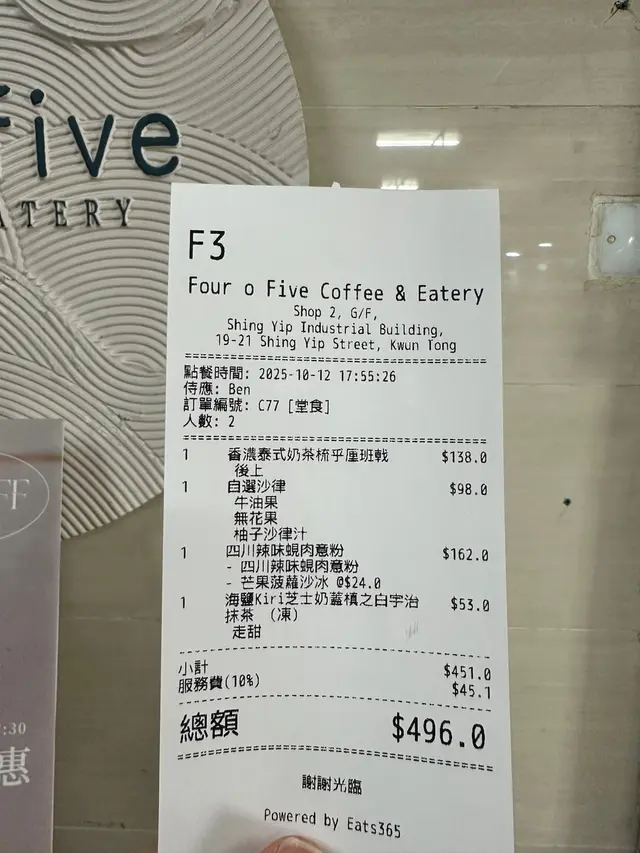 five
ATERY
F3
Four o Five Coffee & Eatery
Shop 2, G/F,
Shing Yip Industrial Building,
19-21 Shing Yip Street, Kwun Tong
點餐時間: 2025-10-12 17:55:26
侍應: Ben
訂單編號: C77 [堂食]
人數: 2
1 香濃泰式奶茶梳乎厘班戟 $138.0
後上
1 自選沙律 $98.0
牛油果
無花果
柚子沙律汁
1 四川辣味蜆肉意粉 $162.0
- 四川辣味蜆肉意粉
- 芒果菠蘿沙冰 @$24.0
1 海鹽Kiri芝士奶蓋槙之白宇治 $53.0
抹茶 (凍)
走甜
小計 $451.0
服務費(10%) $45.1
總額 $496.0
謝謝光臨
Powered by Eats365
FF
:30
惠